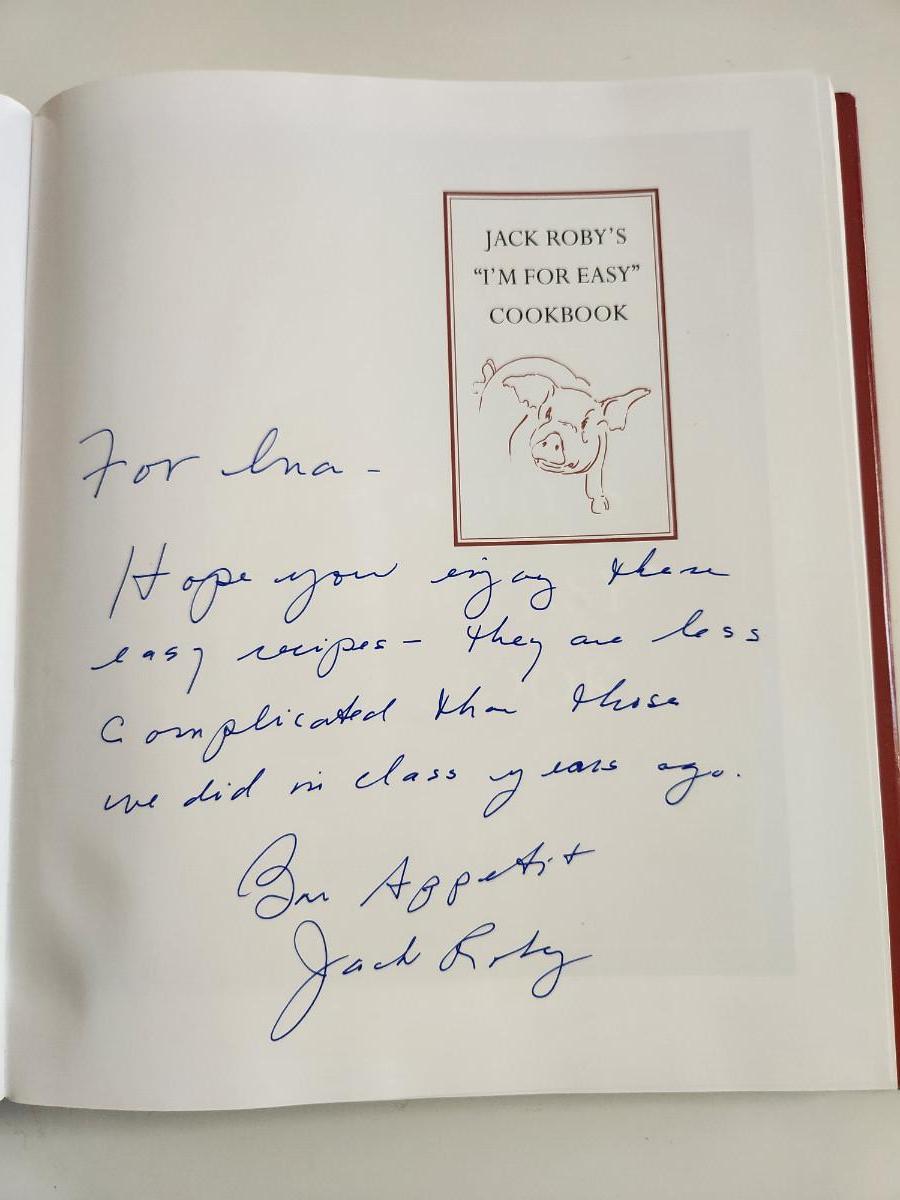 JACK ROBY'S
"I'M FOR EASY"
COOKBOOK
For Ina -
Hope you enjoy these
easy recipes - they are less
complicated than those
we did in class years ago.
Bon Appetit
Jack Roby